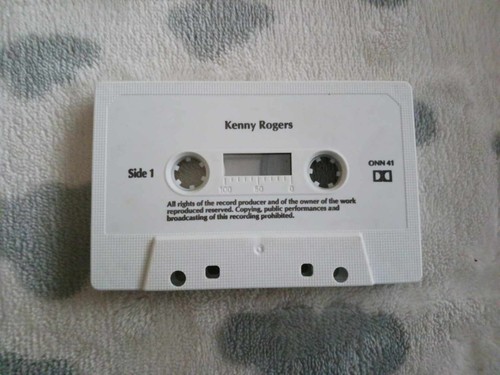 Kenny Rogers
Side 1
ONN 41
100 50 0
All rights of the record producer and of the owner of the work
reproduced reserved. Copying, public performances and
broadcasting of this recording prohibited.